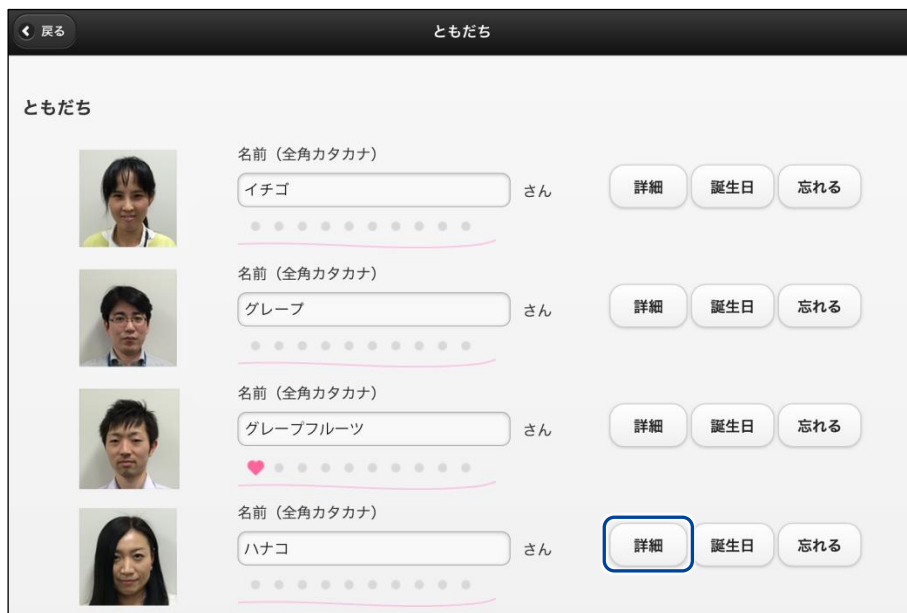 戻る
ともだち
ともだち
名前（全角カタカナ）
イチゴ さん 詳細 誕生日 忘れる
名前（全角カタカナ）
グレープ さん 詳細 誕生日 忘れる
名前（全角カタカナ）
グレープフルーツ さん 詳細 誕生日 忘れる
名前（全角カタカナ）
ハナコ さん 詳細 誕生日 忘れる